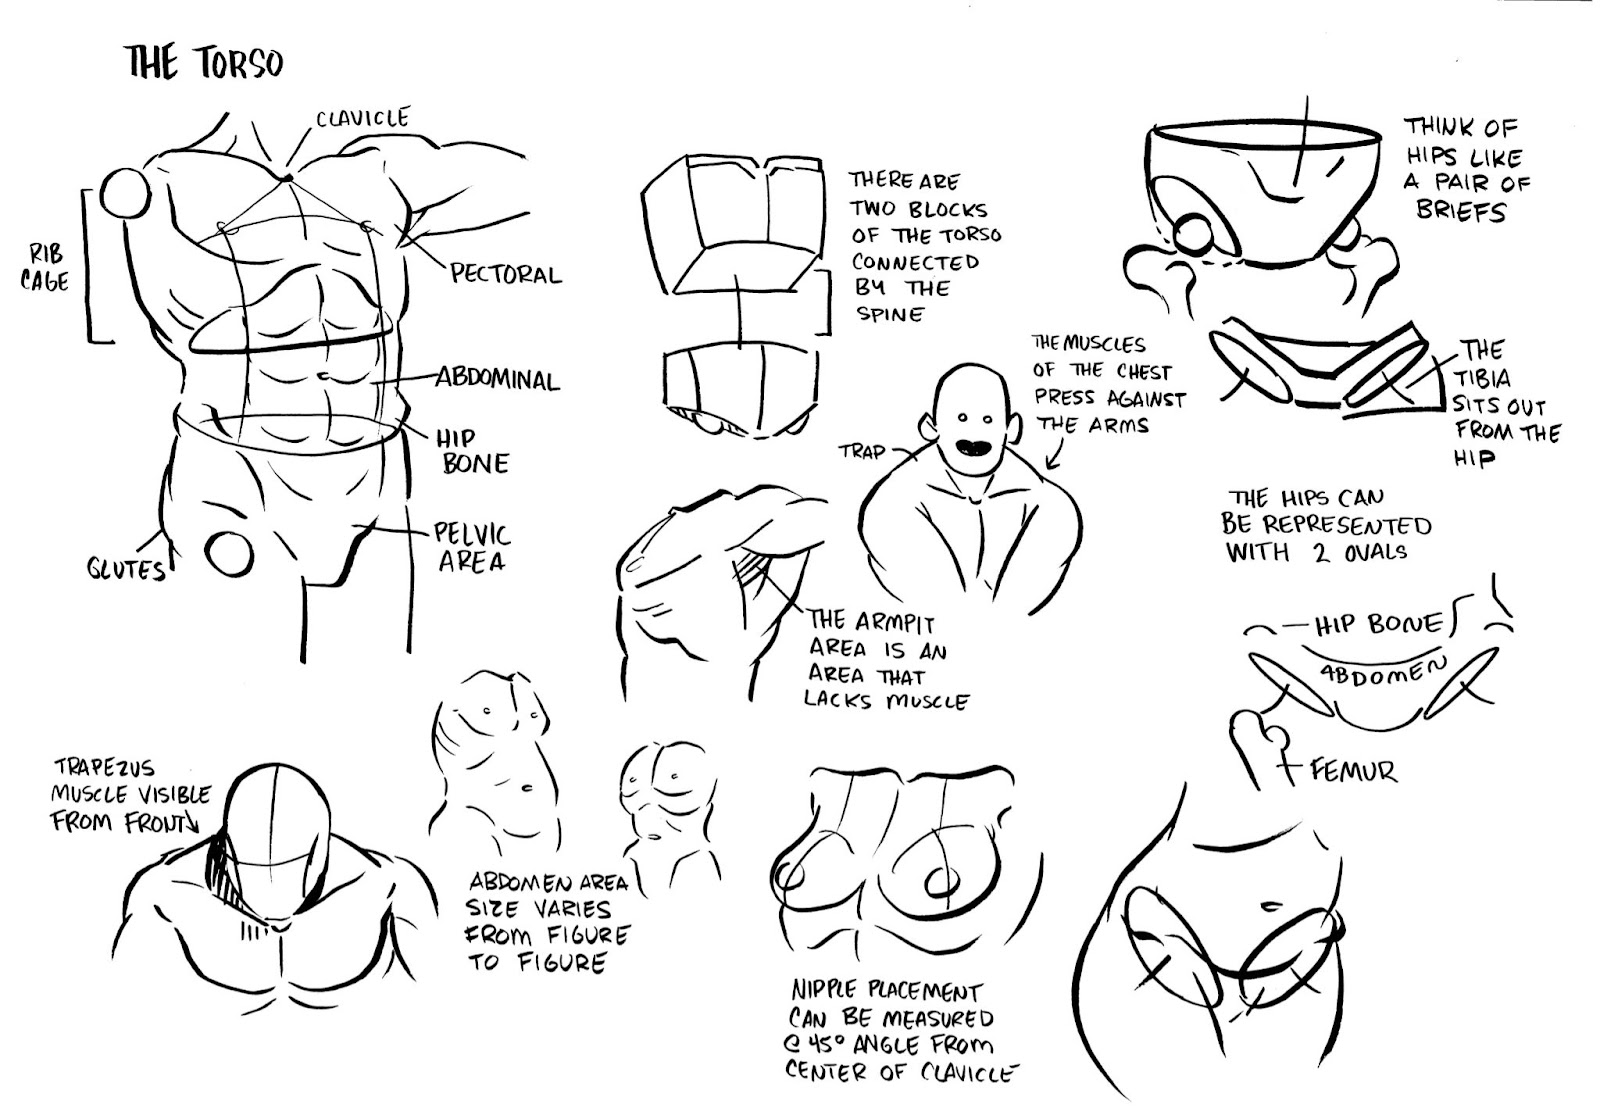 THE TORSO
CLAVICLE
RIB
CAGE
PECTORAL
ABDOMINAL
HIP
BONE
PELVIC
AREA
GLUTES
THERE ARE
TWO BLOCKS
OF THE TORSO
CONNECTED
BY THE
SPINE
THINK OF
HIPS LIKE
A PAIR OF
BRIEFS
THE MUSCLES
OF THE CHEST
PRESS AGAINST
THE ARMS
TRAP
THE
TIBIA
SITS OUT
FROM THE
HIP
THE HIPS CAN
BE REPRESENTED
WITH 2 OVALS
THE ARMPIT
AREA IS AN
AREA THAT
LACKS MUSCLE
HIP BONE
ABDOMEN
FEMUR
TRAPEZUS
MUSCLE VISIBLE
FROM FRONT
ABDOMEN AREA
SIZE VARIES
FROM FIGURE
TO FIGURE
NIPPLE PLACEMENT
CAN BE MEASURED
@ 45° ANGLE FROM
CENTER OF CLAVICLE